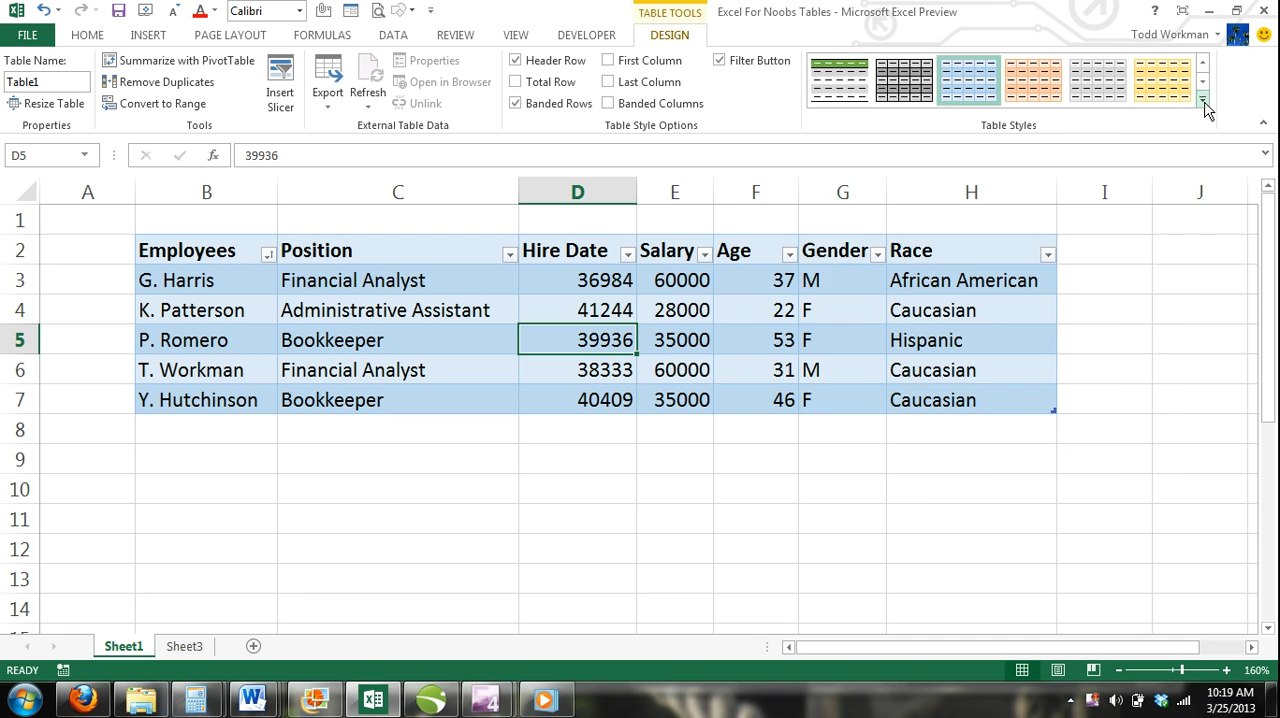 Calibri
TABLE TOOLS
Excel For Noobs Tables - Microsoft Excel Preview
?
FILE HOME INSERT PAGE LAYOUT FORMULAS DATA REVIEW VIEW DEVELOPER DESIGN Todd Workman
Table Name:
Table1
Resize Table
Properties
Summarize with PivotTable
Remove Duplicates
Convert to Range
Tools
Insert
Slicer
Export
Refresh
Properties
Open in Browser
Unlink
External Table Data
Header Row First Column Filter Button
Total Row Last Column
Banded Rows Banded Columns
Table Style Options
Table Styles
D5 fx 39936
A B C D E F G H I J
1
2 Employees Position Hire Date Salary Age Gender Race
3 G. Harris Financial Analyst 36984 60000 37 M African American
4 K. Patterson Administrative Assistant 41244 28000 22 F Caucasian
5 P. Romero Bookkeeper 39936 35000 53 F Hispanic
6 T. Workman Financial Analyst 38333 60000 31 M Caucasian
7 Y. Hutchinson Bookkeeper 40409 35000 46 F Caucasian
8
9
10
11
12
13
14
Sheet1 Sheet3
READY 160%
10:19 AM
3/25/2013